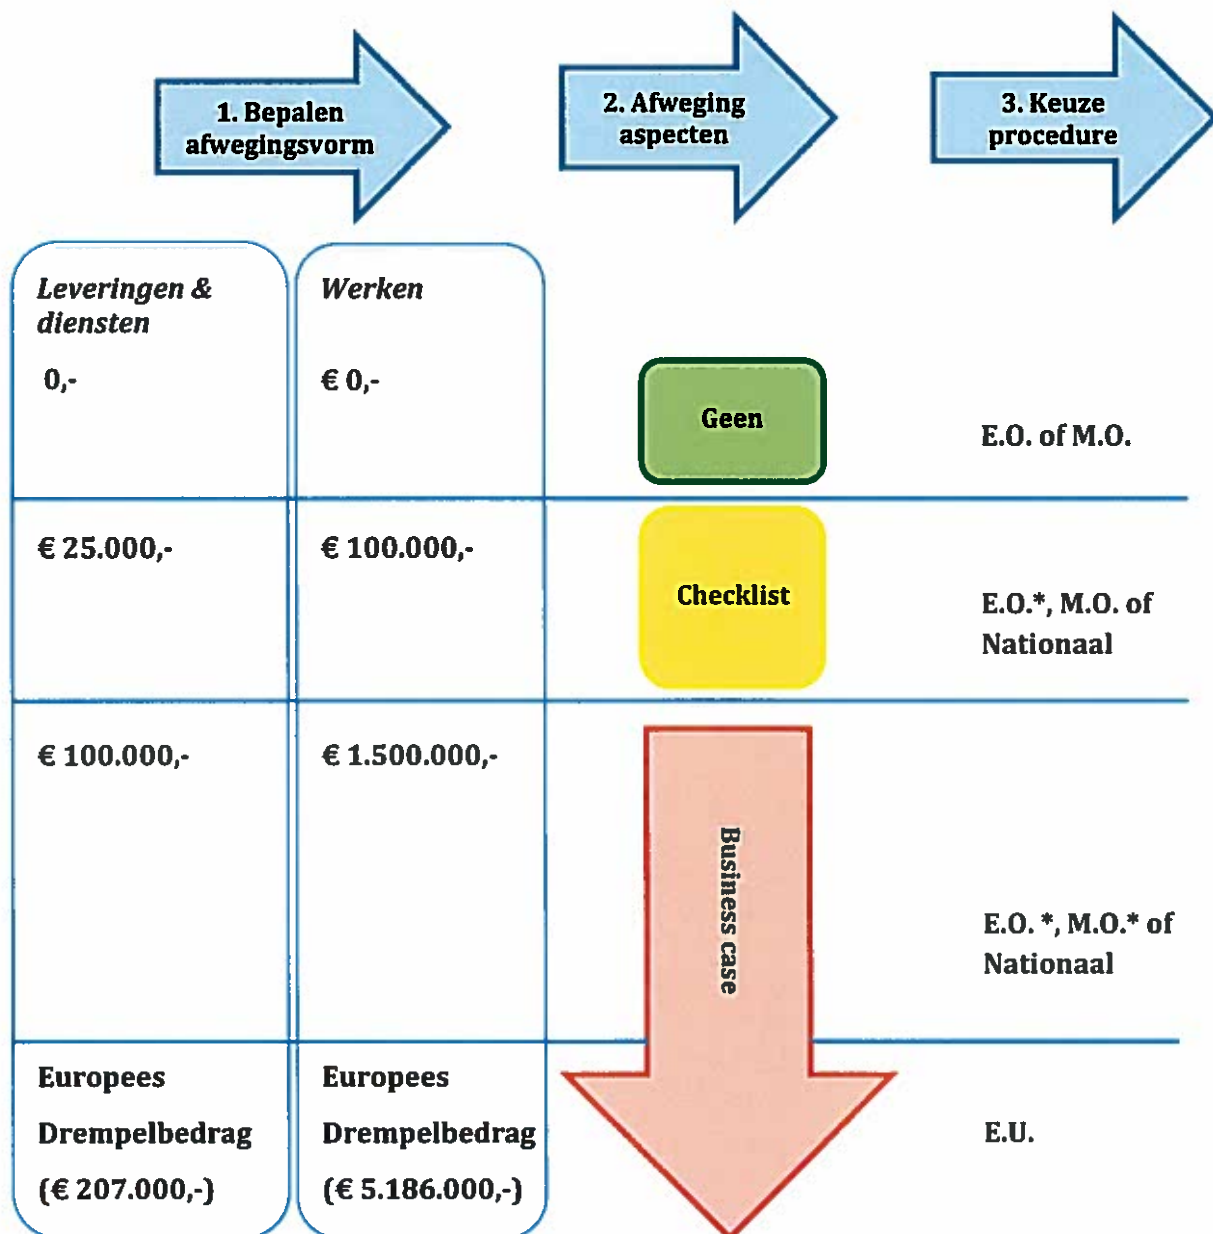 1. Bepalen
afwegingsvorm
2. Afweging
aspecten
3. Keuze
procedure
Leveringen &
diensten
Werken
0,-
€ 0,-
Geen
E.O. of M.O.
€ 25.000,-
€ 100.000,-
Checklist
E.O.*, M.O. of
Nationaal
€ 100.000,-
€ 1.500.000,-
Business case
E.O. *, M.O.* of
Nationaal
Europees
Drempelbedrag
(€ 207.000,-)
Europees
Drempelbedrag
(€ 5.186.000,-)
E.U.